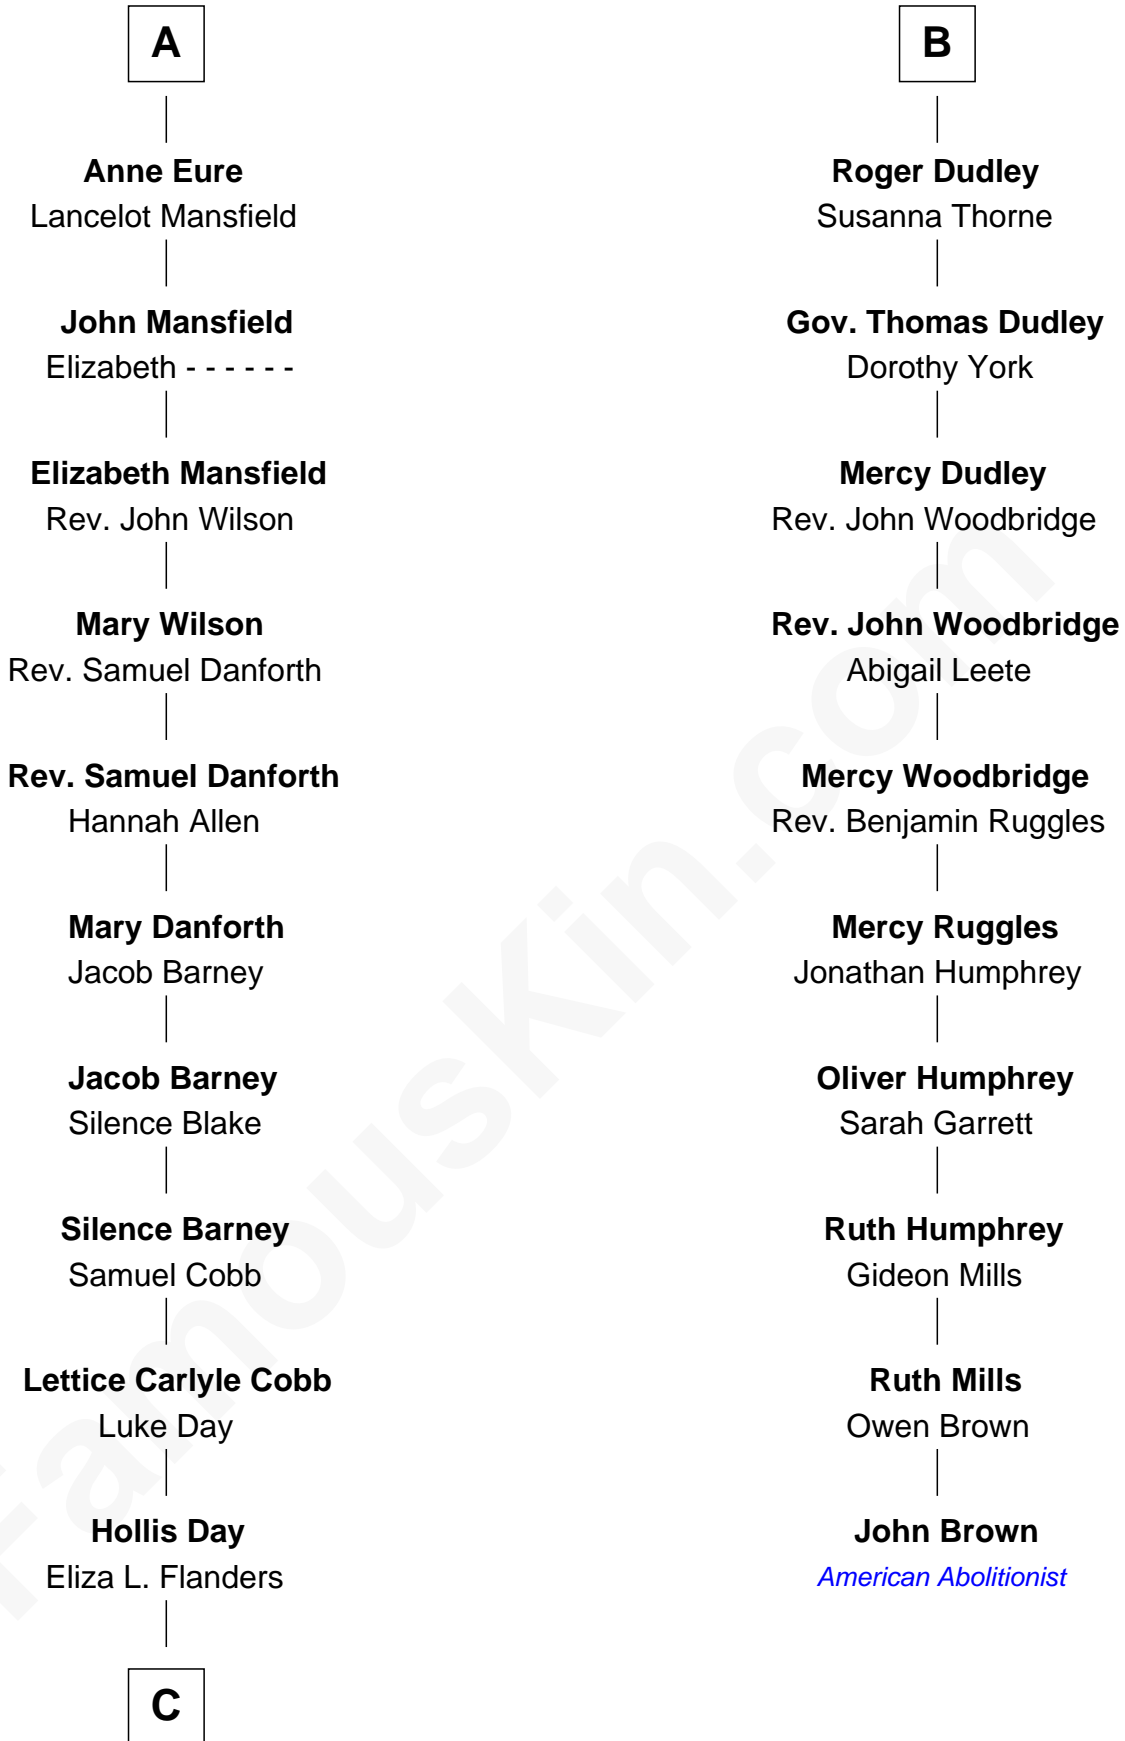 A
Anne Eure
Lancelot Mansfield
John Mansfield
Elizabeth - - - - - -
Elizabeth Mansfield
Rev. John Wilson
Mary Wilson
Rev. Samuel Danforth
Rev. Samuel Danforth
Hannah Allen
Mary Danforth
Jacob Barney
Jacob Barney
Silence Blake
Silence Barney
Samuel Cobb
Lettice Carlyle Cobb
Luke Day
Hollis Day
Eliza L. Flanders
C
B
Roger Dudley
Susanna Thorne
Gov. Thomas Dudley
Dorothy York
Mercy Dudley
Rev. John Woodbridge
Rev. John Woodbridge
Abigail Leete
Mercy Woodbridge
Rev. Benjamin Ruggles
Mercy Ruggles
Jonathan Humphrey
Oliver Humphrey
Sarah Garrett
Ruth Humphrey
Gideon Mills
Ruth Mills
Owen Brown
John Brown
American Abolitionist
FamousKin.com